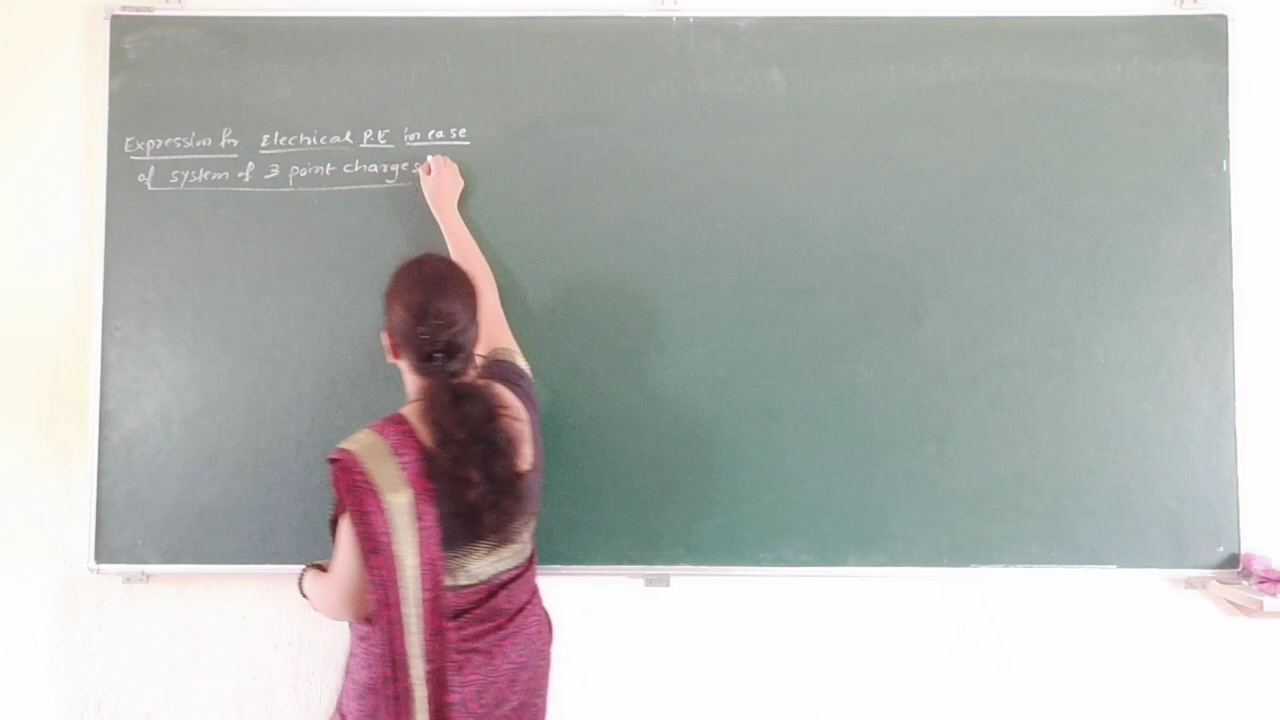 Expression for Electrical P.E in case
of system of 3 point charges